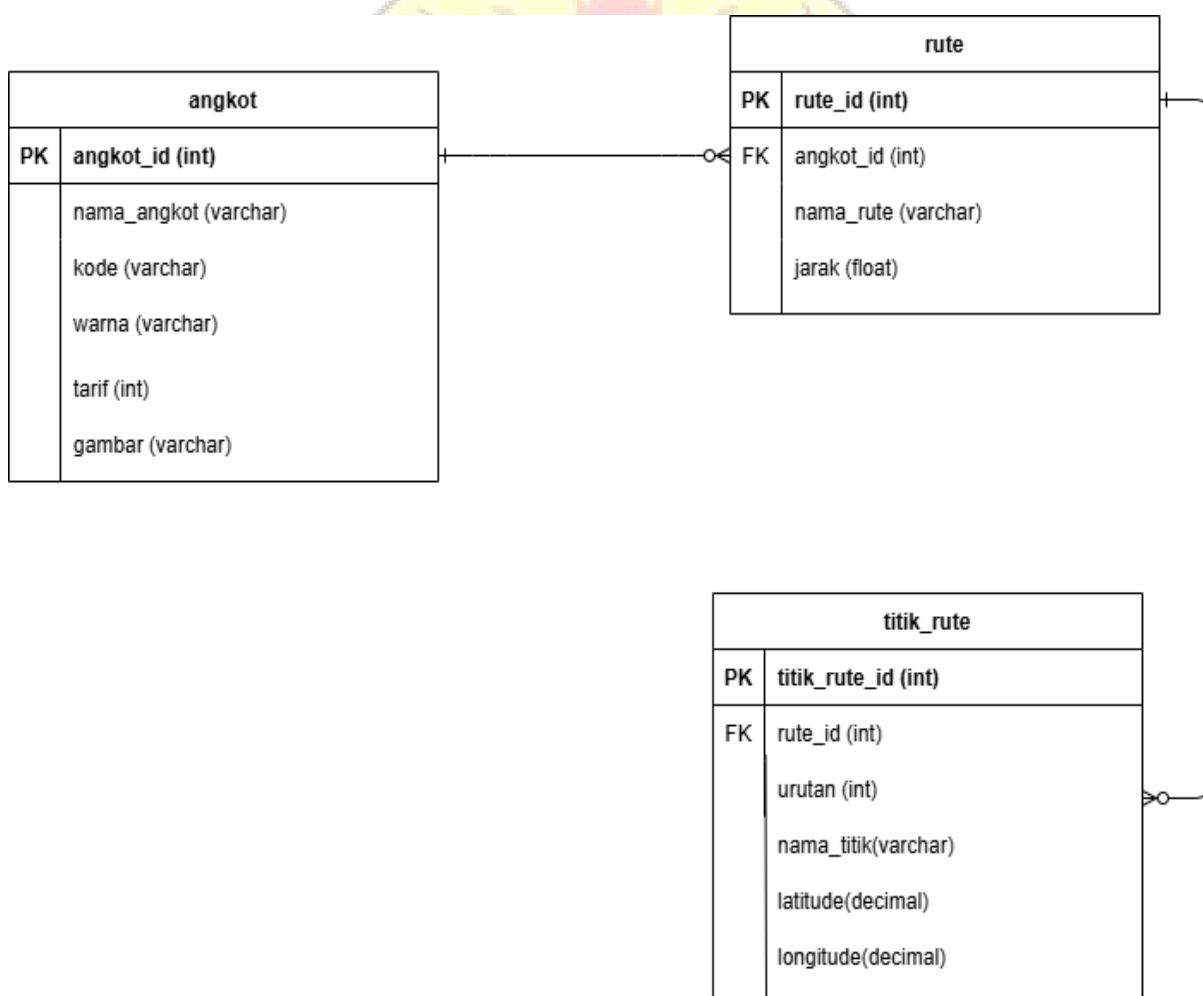 angkot
PK angkot_id (int)
nama_angkot (varchar)
kode (varchar)
warna (varchar)
tarif (int)
gambar (varchar)
rute
PK rute_id (int)
FK angkot_id (int)
nama_rute (varchar)
jarak (float)
titik_rute
PK titik_rute_id (int)
FK rute_id (int)
urutan (int)
nama_titik(varchar)
latitude(decimal)
longitude(decimal)